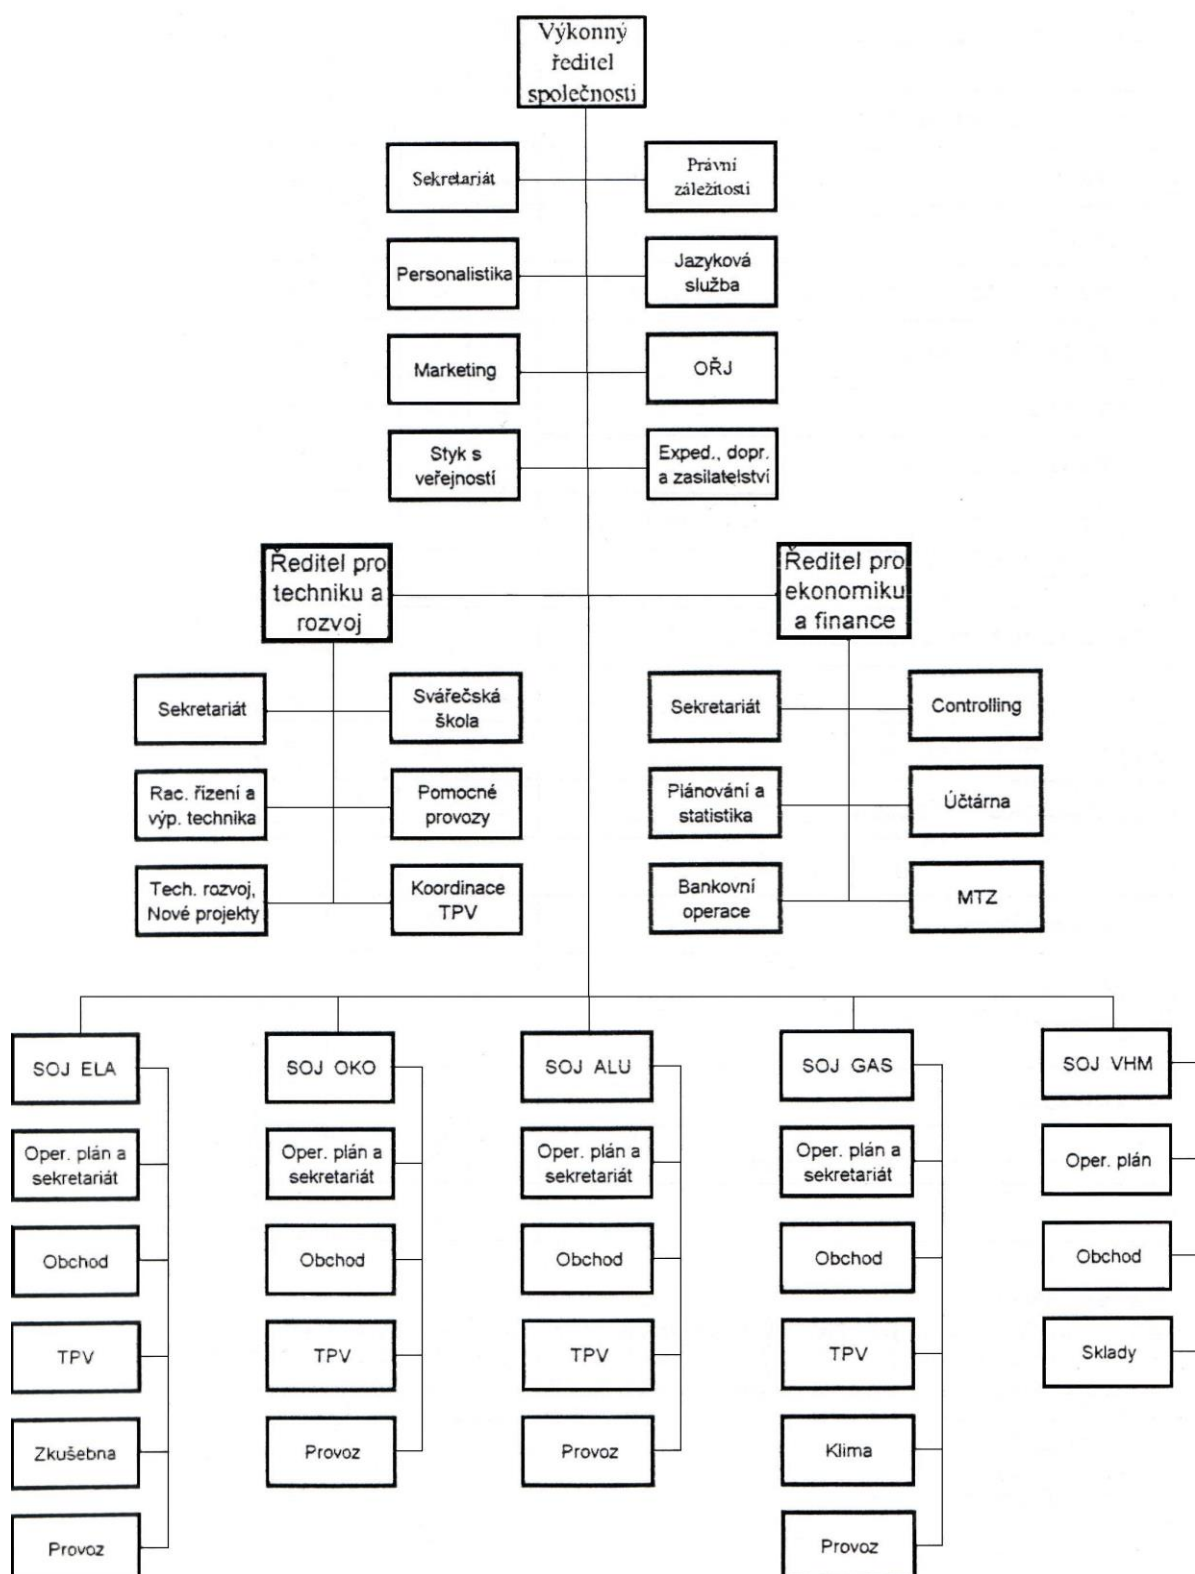 Výkonný
ředitel
společnosti
Sekretariát
Právní
záležitosti
Personalistika
Jazyková
služba
Marketing
OŘJ
Styk s
veřejností
Exped., dopr.
a zasilatelství
Ředitel pro
techniku a
rozvoj
Ředitel pro
ekonomiku
a finance
Sekretariát
Svářečská
škola
Sekretariát
Controlling
Rac. řízení a
výp. technika
Pomocné
provozy
Plánování a
statistika
Účtárna
Tech. rozvoj,
Nové projekty
Koordinace
TPV
Bankovní
operace
MTZ
SOJ ELA
SOJ OKO
SOJ ALU
SOJ GAS
SOJ VHM
Oper. plán a
sekretariát
Oper. plán a
sekretariát
Oper. plán a
sekretariát
Oper. plán a
sekretariát
Oper. plán
Obchod
Obchod
Obchod
Obchod
Obchod
TPV
TPV
TPV
TPV
Sklady
Zkušebna
Provoz
Provoz
Klima
Provoz
Provoz